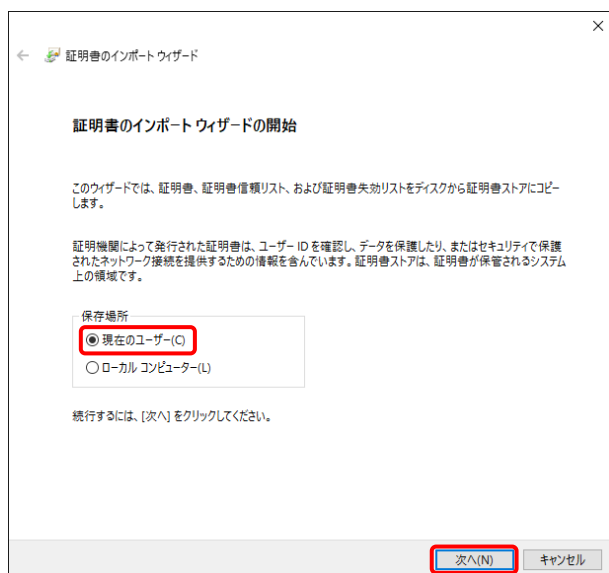 証明書のインポート ウィザード
証明書のインポート ウィザードの開始
このウィザードでは、証明書、証明書信頼リスト、および証明書失効リストをディスクから証明書ストアにコピー
します。
証明機関によって発行された証明書は、ユーザー ID を確認し、データを保護したり、またはセキュリティで保護
されたネットワーク接続を提供するための情報を含んでいます。証明書ストアは、証明書が保管されるシステム
上の領域です。
保存場所
現在のユーザー(C)
ローカル コンピューター(L)
続行するには、[次へ] をクリックしてください。
次へ(N) キャンセル